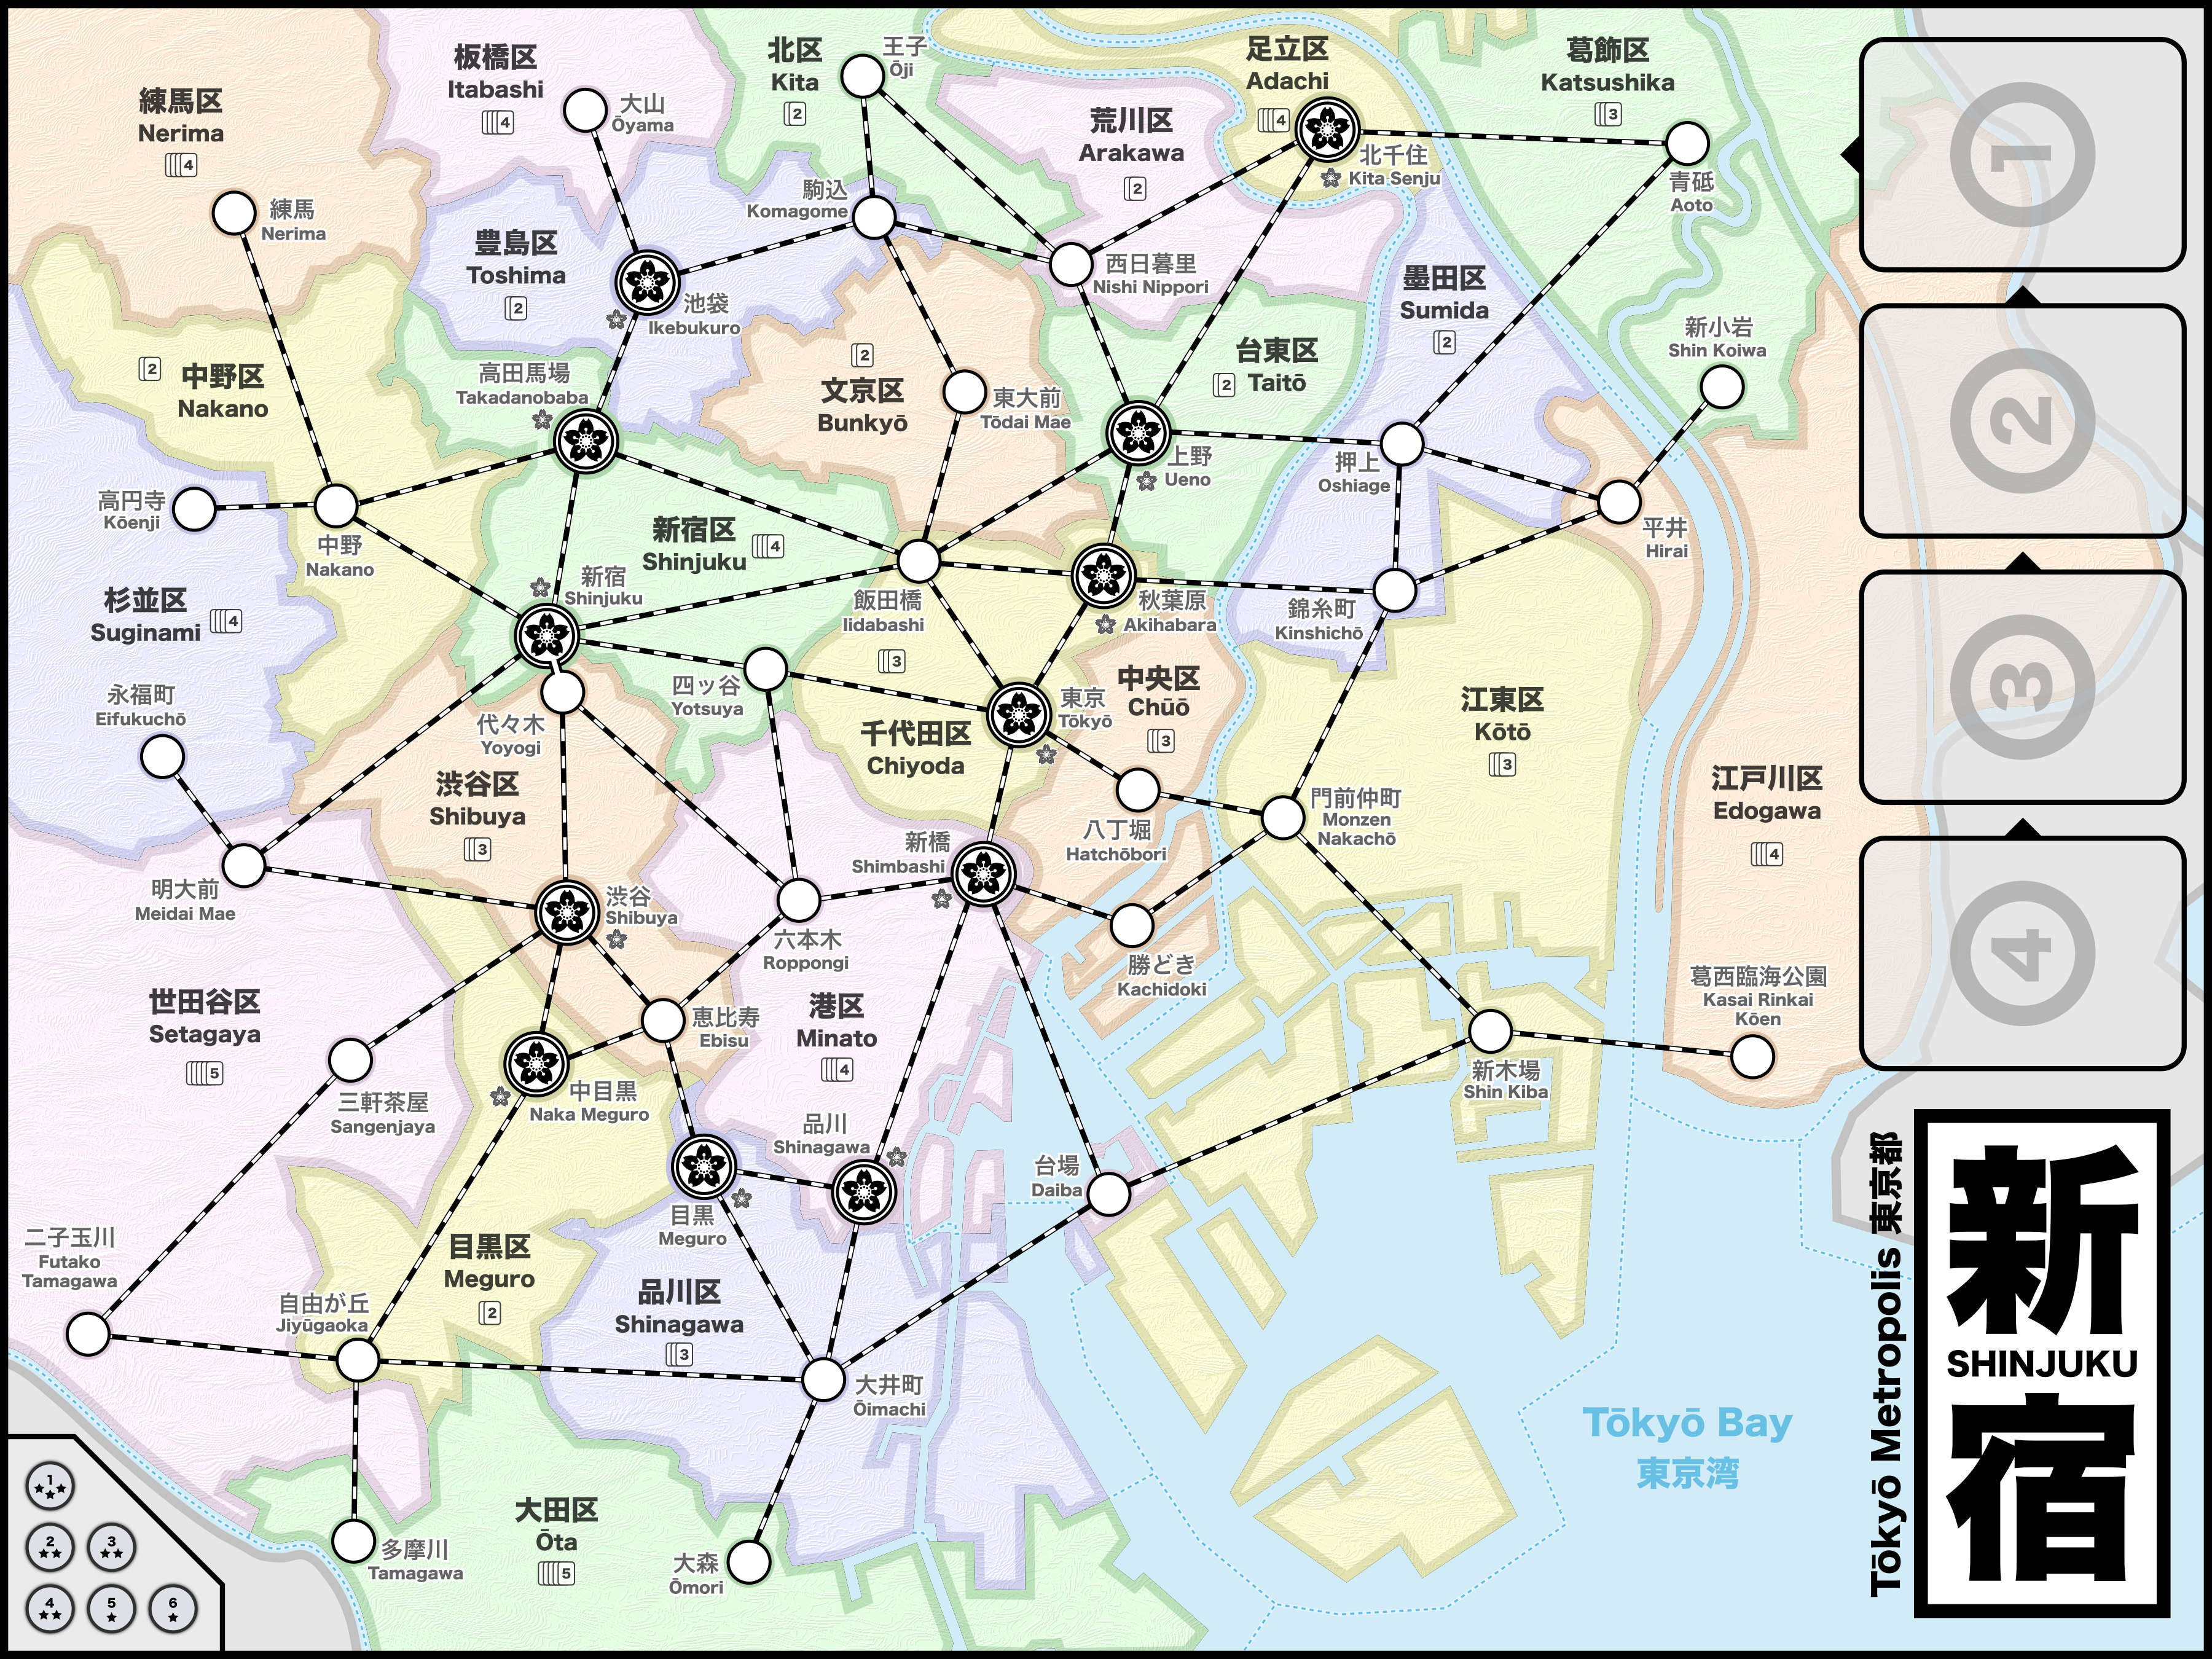 練馬区
Nerima
4
練馬
Nerima
板橋区
Itabashi
4
大山
Ōyama
北区
Kita
2
王子
Ōji
荒川区
Arakawa
2
足立区
Adachi
4
北千住
Kita Senju
葛飾区
Katsushika
3
青砥
Aoto
新小岩
Shin Koiwa
豊島区
Toshima
2
駒込
Komagome
池袋
Ikebukuro
西日暮里
Nishi Nippori
墨田区
Sumida
2
中野区
Nakano
2
高田馬場
Takadanobaba
文京区
Bunkyō
2
東大前
Tōdai Mae
台東区
Taitō
2
上野
Ueno
押上
Oshiage
平井
Hirai
高円寺
Kōenji
中野
Nakano
新宿区
Shinjuku
4
新宿
Shinjuku
飯田橋
Iidabashi
3
秋葉原
Akihabara
錦糸町
Kinshichō
杉並区
Suginami
4
永福町
Eifukuchō
代々木
Yoyogi
四ッ谷
Yotsuya
千代田区
Chiyoda
東京
Tōkyō
中央区
Chūō
3
江東区
Kōtō
3
江戸川区
Edogawa
4
渋谷区
Shibuya
3
八丁堀
Hatchōbori
門前仲町
Monzen
Nakachō
明大前
Meidai Mae
渋谷
Shibuya
新橋
Shimbashi
六本木
Roppongi
勝どき
Kachidoki
世田谷区
Setagaya
5
三軒茶屋
Sangenjaya
恵比寿
Ebisu
中目黒
Naka Meguro
港区
Minato
4
品川
Shinagawa
台場
Daiba
新木場
Shin Kiba
葛西臨海公園
Kasai Rinkai
Kōen
二子玉川
Futako
Tamagawa
自由が丘
Jiyūgaoka
目黒区
Meguro
2
目黒
Meguro
品川区
Shinagawa
3
大井町
Ōimachi
多摩川
Tamagawa
大田区
Ōta
5
大森
Ōmori
Tōkyō Bay
東京湾
1
2
3
4
5
6
1
2
3
4
Tōkyō Metropolis 東京都
新
SHINJUKU
宿